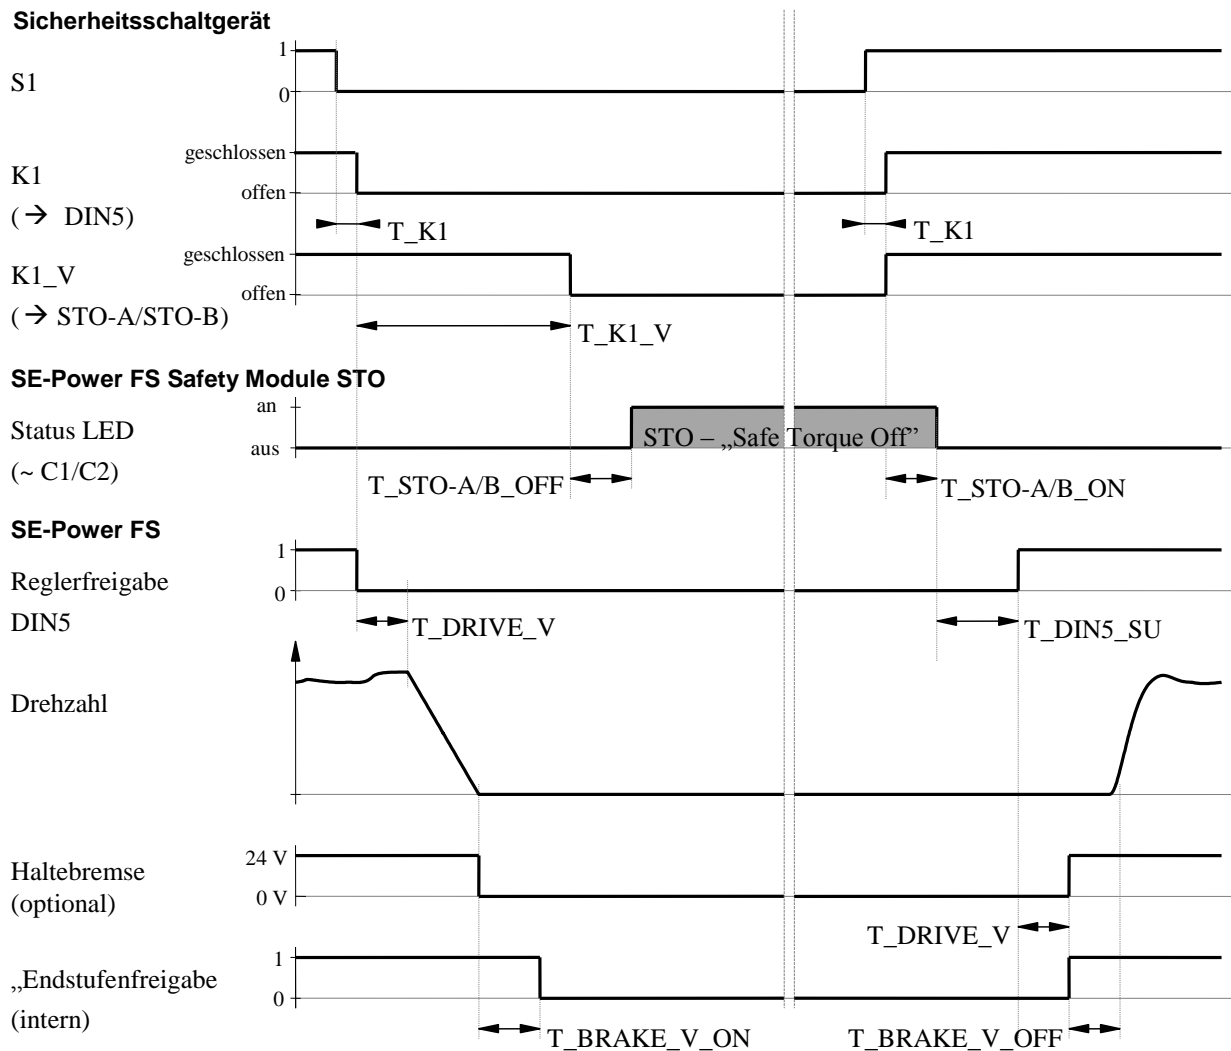 Sicherheitsschaltgerät
1
S1
0
geschlossen
K1
offen
(→ DIN5)
T_K1
T_K1
geschlossen
K1_V
offen
(→ STO-A/STO-B)
T_K1_V
SE-Power FS Safety Module STO
an
Status LED
aus
STO – „Safe Torque Off”
(~ C1/C2)
T_STO-A/B_OFF
T_STO-A/B_ON
SE-Power FS
1
Reglerfreigabe
0
DIN5
T_DRIVE_V
T_DIN5_SU
Drehzahl
24 V
Haltebremse
0 V
(optional)
T_DRIVE_V
1
„Endstufenfreigabe
0
(intern)
T_BRAKE_V_ON
T_BRAKE_V_OFF